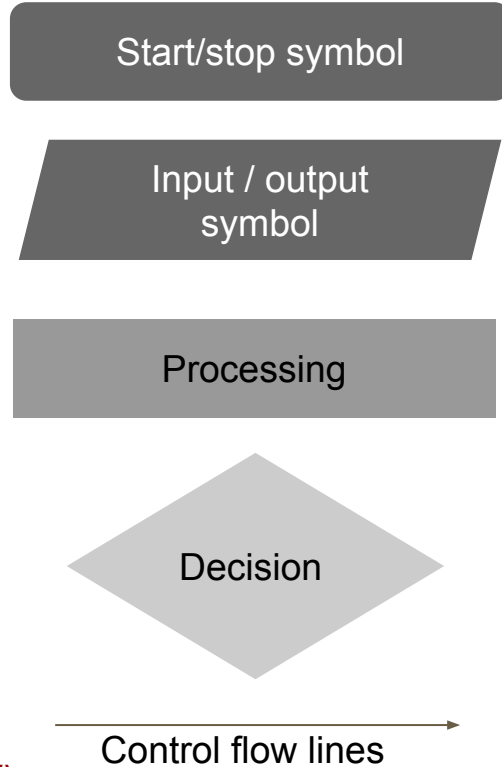 Start/stop symbol
Input / output
symbol
Processing
Decision
Control flow lines